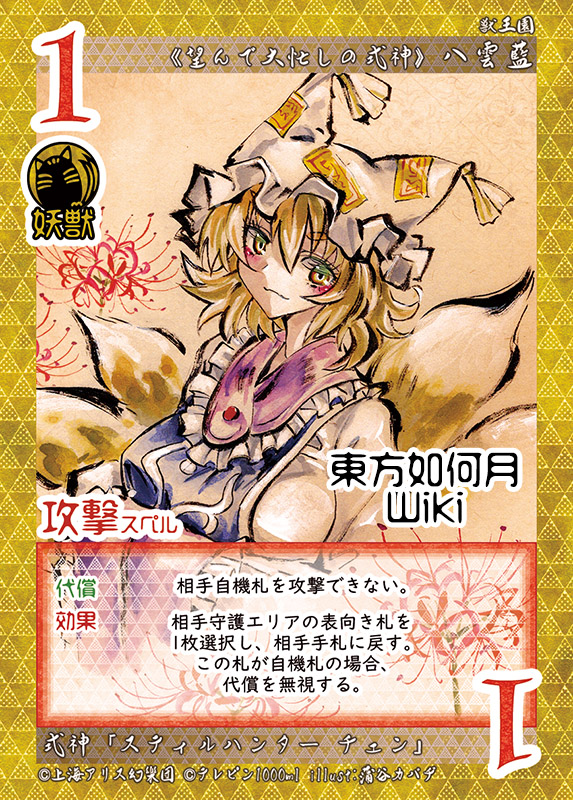 獣王園
1
《望んで大忙しの式神》 八雲藍
妖獣
東方如何月
Wiki
攻撃スペル
代償
相手自機札を攻撃できない。
効果
相手守護エリアの表向き札を
1枚選択し、相手手札に戻す。
この札が自機札の場合、
代償を無視する。
1
式神「スティルハンター チェン」
©上海アリス幻樂団 ©テレピン1000ml illust:蒲谷カバヂ